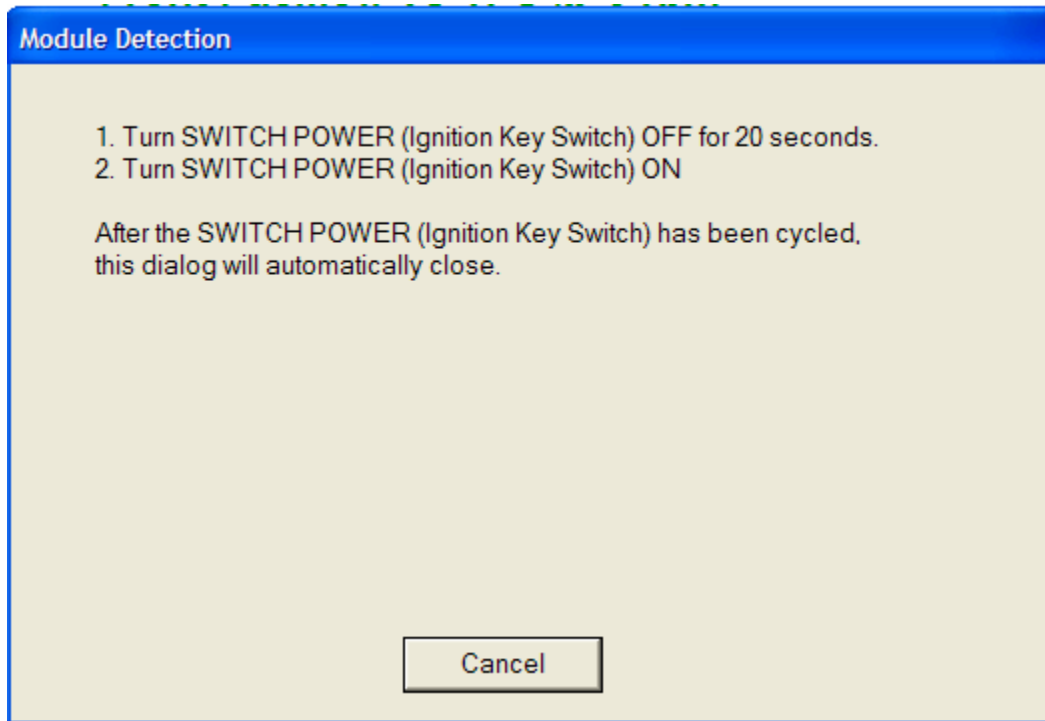 Module Detection
1. Turn SWITCH POWER (Ignition Key Switch) OFF for 20 seconds.
2. Turn SWITCH POWER (Ignition Key Switch) ON
After the SWITCH POWER (Ignition Key Switch) has been cycled,
this dialog will automatically close.
Cancel